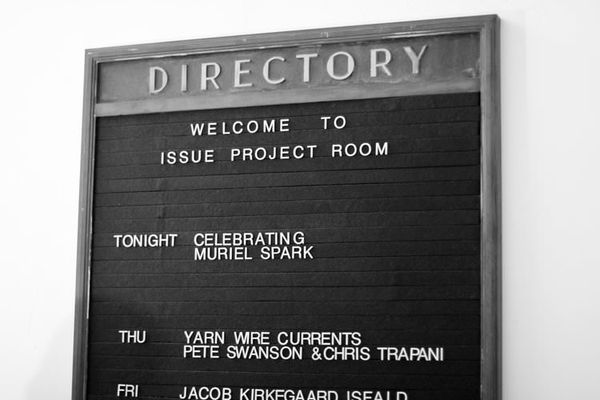 DIRECTORY
WELCOME TO
ISSUE PROJECT ROOM
TONIGHT CELEBRATING
MURIEL SPARK
THU YARN WIRE CURRENTS
PETE SWANSON &CHRIS TRAPANI
FRI JACOB KIRKEGAARD